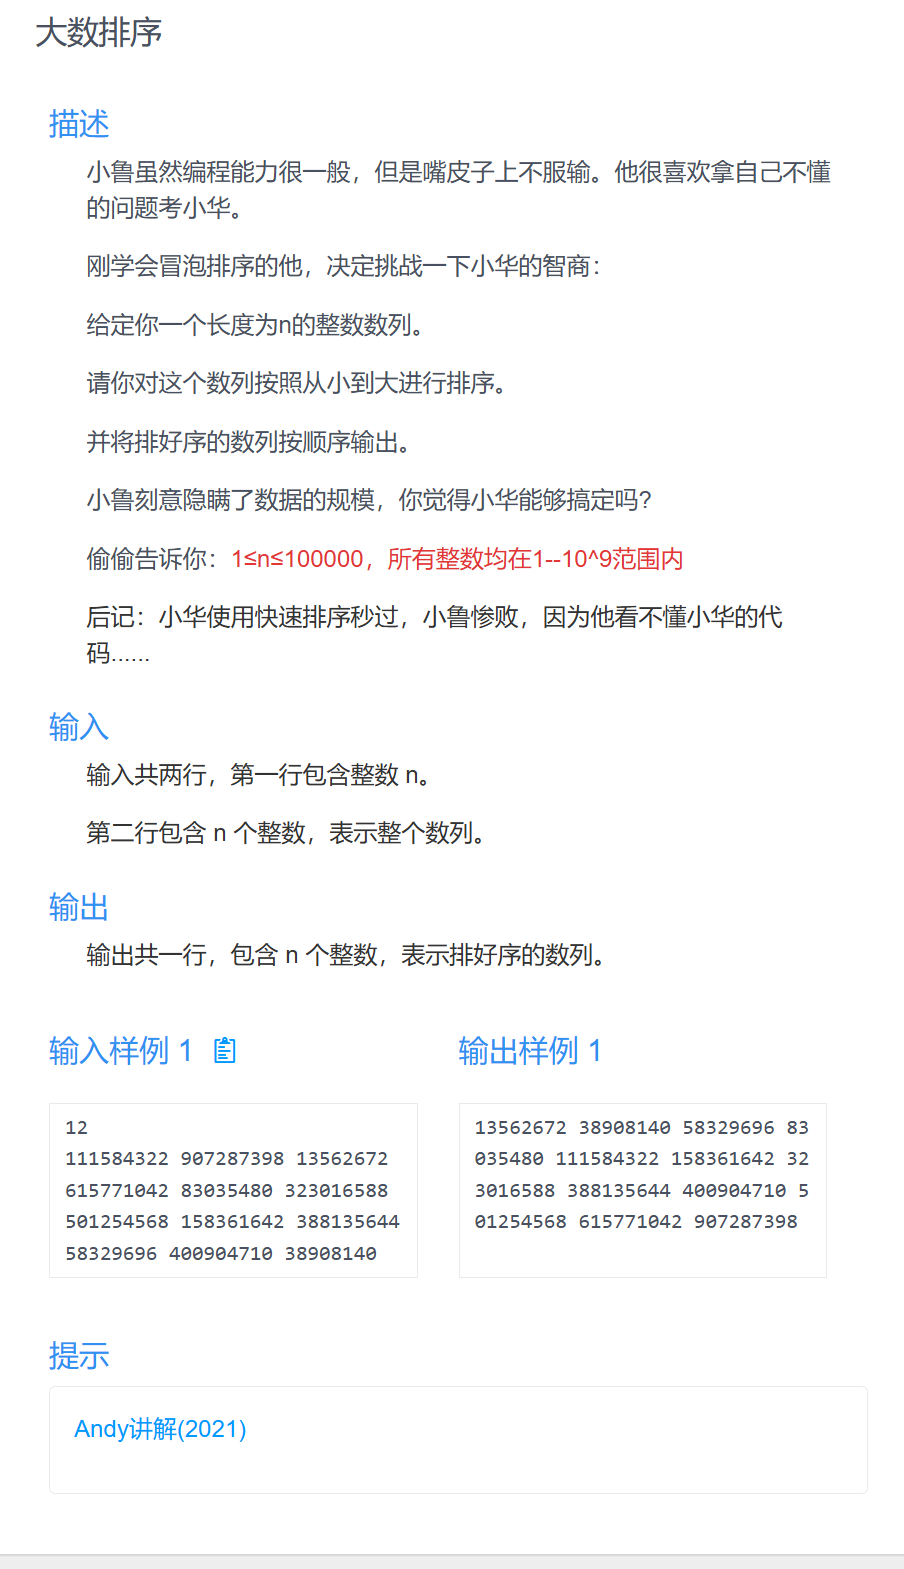 大数排序
描述
小鲁虽然编程能力很一般，但是嘴皮子上不服输。他很喜欢拿自己不懂
的问题考小华。
刚学会冒泡排序的他，决定挑战一下小华的智商：
给定你一个长度为n的整数数列。
请你对这个数列按照从小到大进行排序。
并将排好序的数列按顺序输出。
小鲁刻意隐瞒了数据的规模，你觉得小华能够搞定吗?
偷偷告诉你：1≤n≤100000，所有整数均在1--10^9范围内
后记：小华使用快速排序秒过，小鲁惨败，因为他看不懂小华的代
码......
输入
输入共两行，第一行包含整数 n。
第二行包含 n 个整数，表示整个数列。
输出
输出共一行，包含 n 个整数，表示排好序的数列。
输入样例 1
12
111584322 907287398 13562672
615771042 83035480 323016588
501254568 158361642 388135644
58329696 400904710 38908140
输出样例 1
13562672 38908140 58329696 83
035480 111584322 158361642 32
3016588 388135644 400904710 5
01254568 615771042 907287398
提示
Andy讲解(2021)